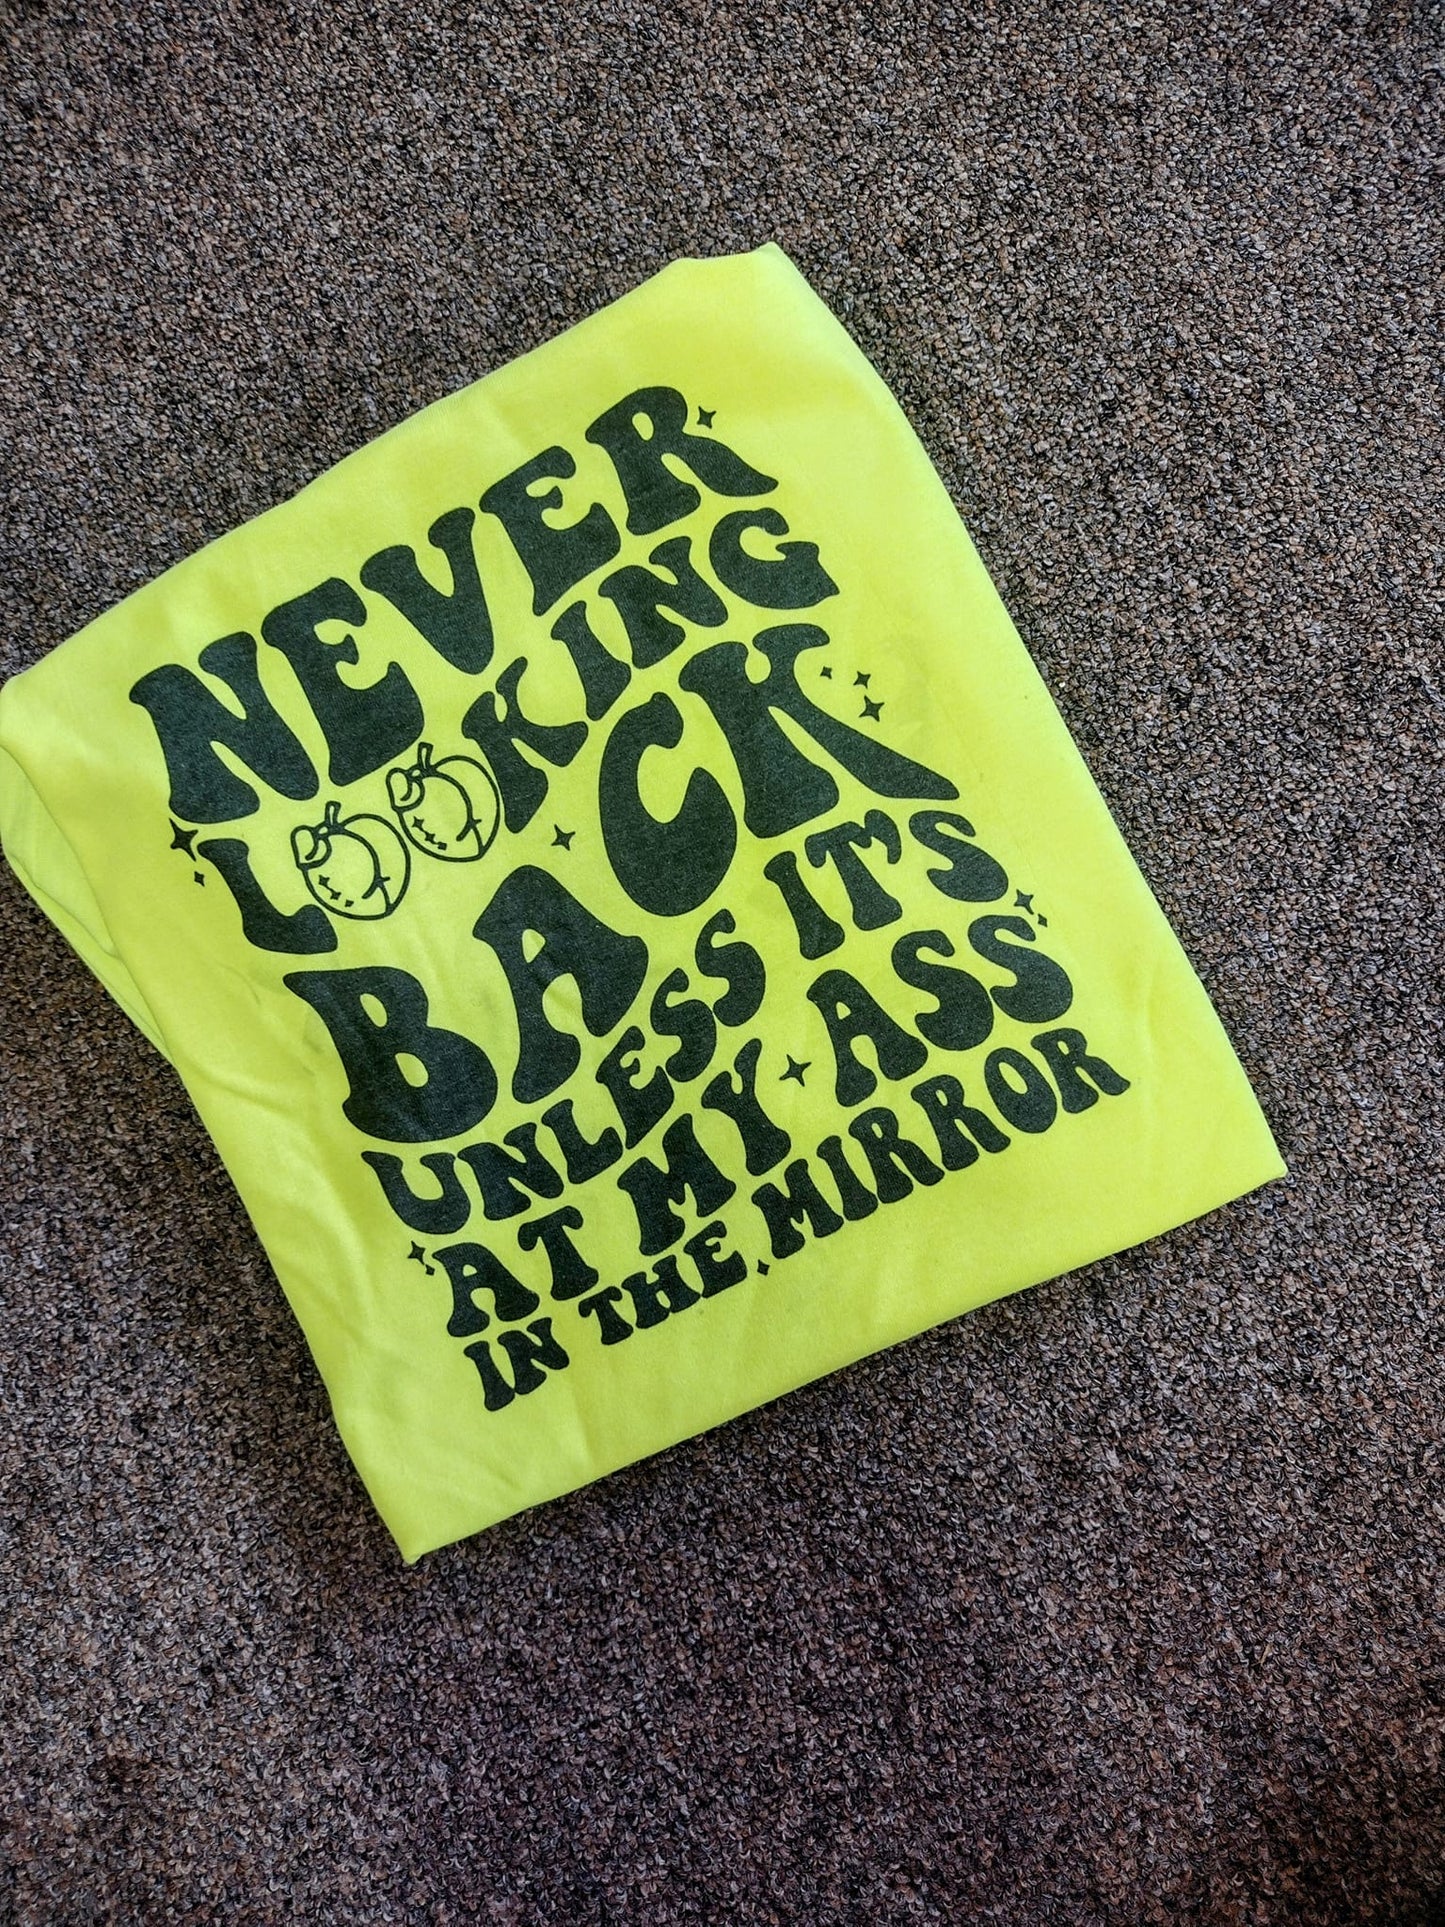 NEVER
LOOKING
BACK
UNLESS IT'S
AT MY ASS
IN THE MIRROR